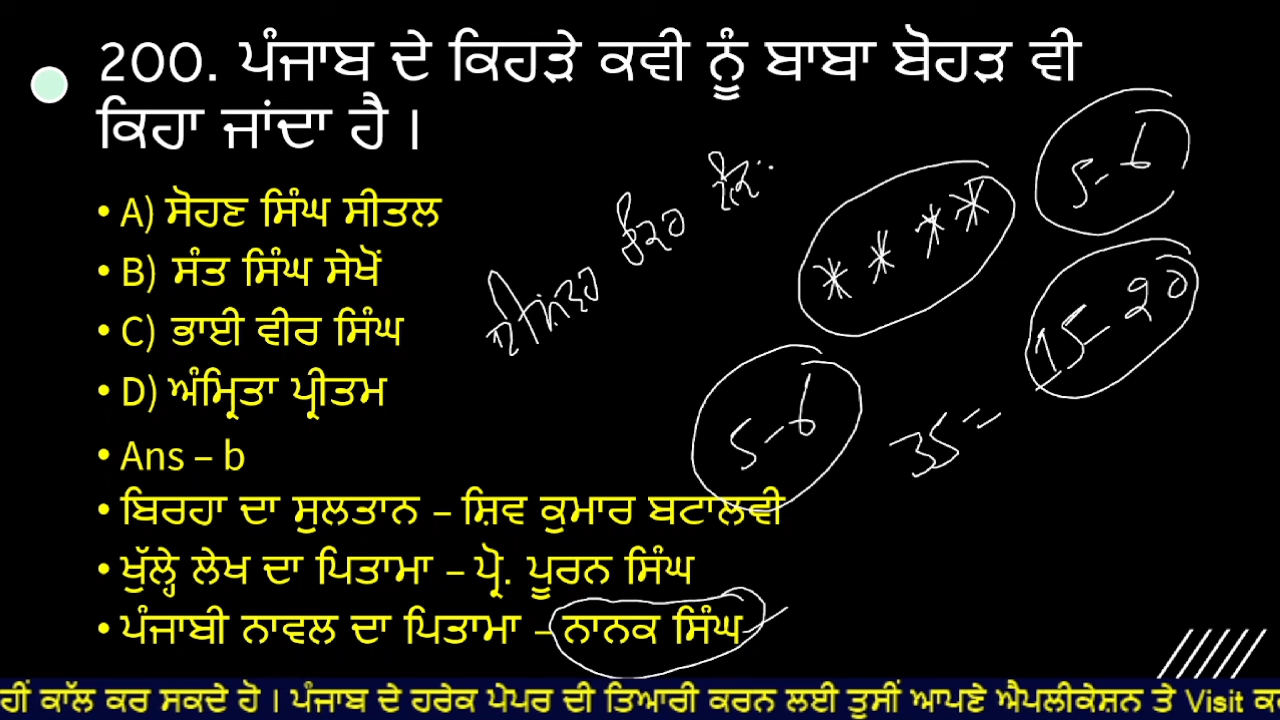 200. ਪੰਜਾਬ ਦੇ ਕਿਹੜੇ ਕਵੀ ਨੂੰ ਬਾਬਾ ਬੋਹੜ ਵੀ
ਕਿਹਾ ਜਾਂਦਾ ਹੈ ।
• A) ਸੋਹਣ ਸਿੰਘ ਸੀਤਲ
• B) ਸੰਤ ਸਿੰਘ ਸੇਖੋਂ
• C) ਭਾਈ ਵੀਰ ਸਿੰਘ
• D) ਅੰਮ੍ਰਿਤਾ ਪ੍ਰੀਤਮ
• Ans – b
• ਬਿਰਹਾ ਦਾ ਸੁਲਤਾਨ – ਸ਼ਿਵ ਕੁਮਾਰ ਬਟਾਲਵੀ
• ਖੁੱਲ੍ਹੇ ਲੇਖ ਦਾ ਪਿਤਾਮਾ – ਪ੍ਰੋ. ਪੂਰਨ ਸਿੰਘ
• ਪੰਜਾਬੀ ਨਾਵਲ ਦਾ ਪਿਤਾਮਾ – ਨਾਨਕ ਸਿੰਘ
5-6
* * * *
15-20
5-6
35=
ਹੀਂ ਕਾੱਲ ਕਰ ਸਕਦੇ ਹੋ । ਪੰਜਾਬ ਦੇ ਹਰੇਕ ਪੇਪਰ ਦੀ ਤਿਆਰੀ ਕਰਨ ਲਈ ਤੁਸੀਂ ਆਪਣੇ ਐਪਲੀਕੇਸ਼ਨ ਤੇ Visit ਕ